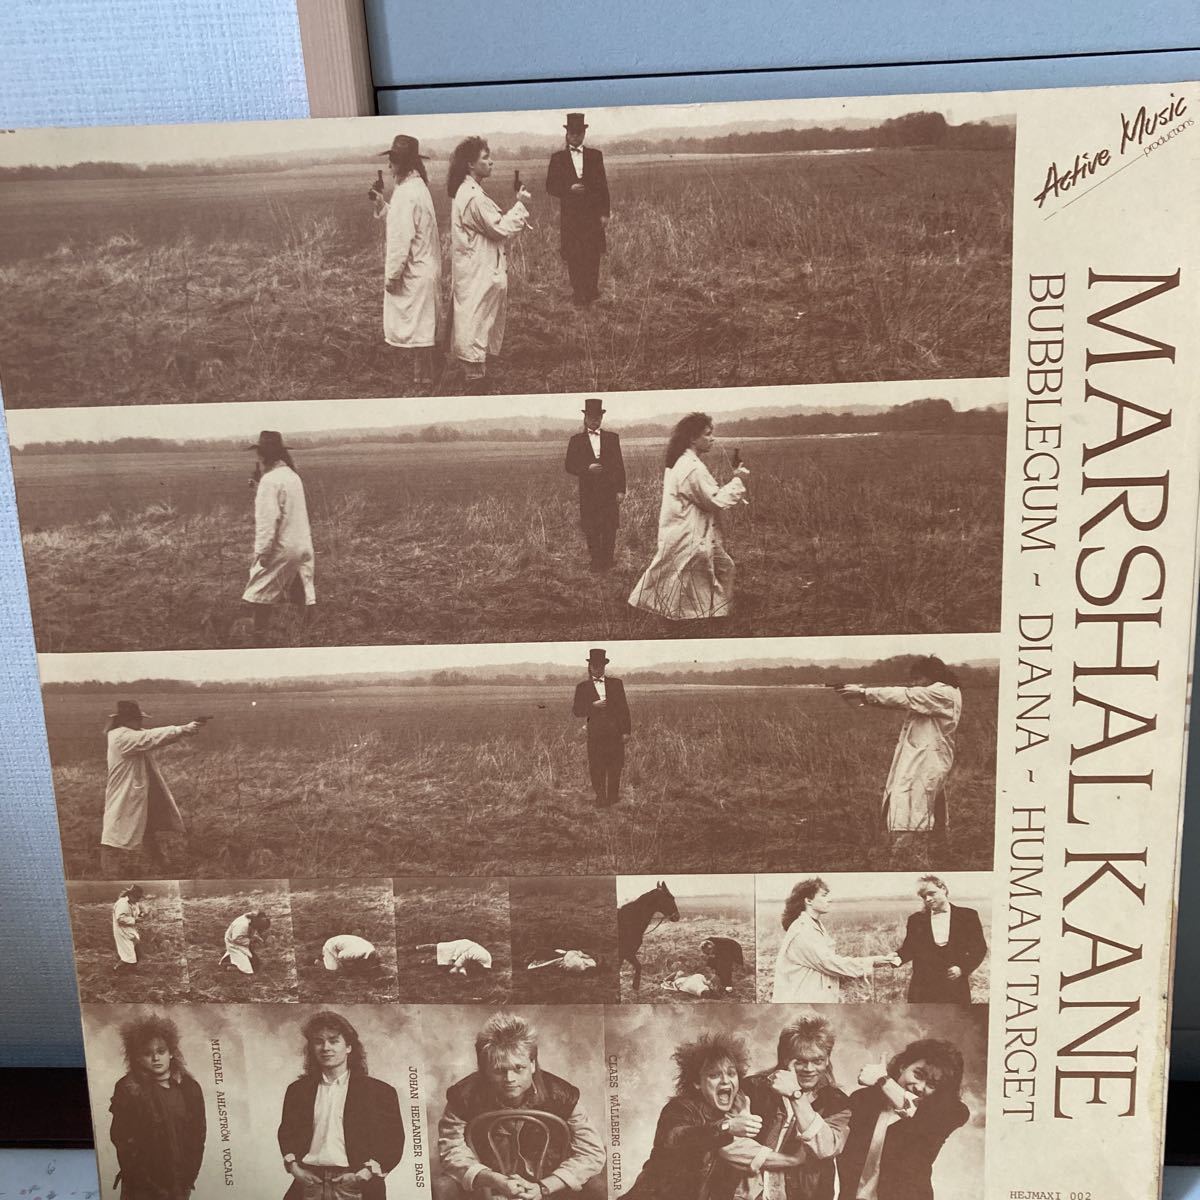 Active Music
productions
MARSHAL KANE
BUBBLEGUM - DIANA - HUMAN TARGET
MICHAEL AHLSTRÖM VOCALS
JOHAN HELANDER BASS
CLAES WÅLLBERG GUITAR
HEJMAXI 002